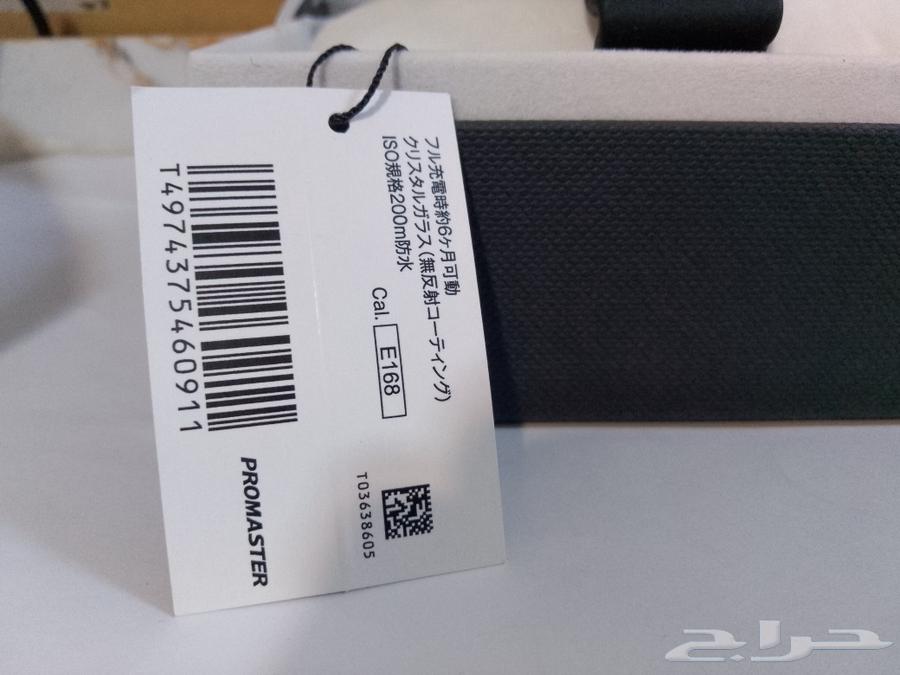 フル充電時約6ヶ月可動
クリスタルガラス(無反射コーティング)
ISO規格200m防水
Cal. E168
T4974375460911
T03638605
PROMASTER
حراج